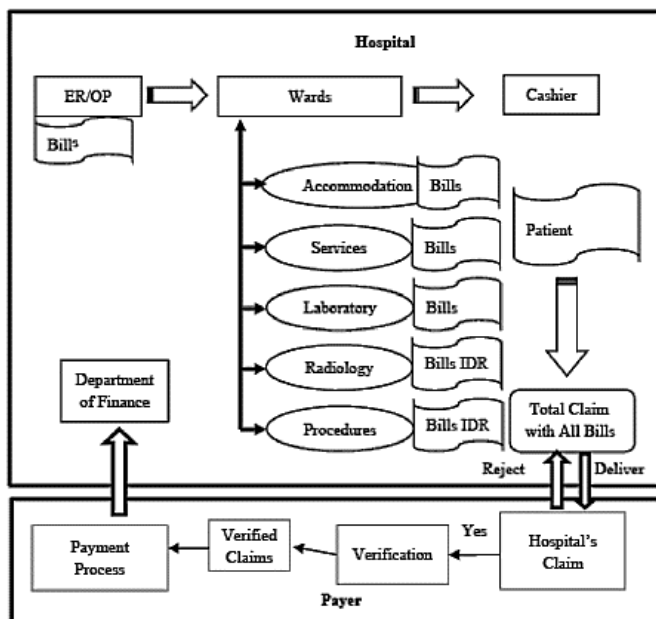 Hospital
ER/OP
Wards
Cashier
Bills
Accommodation
Bills
Patient
Services
Bills
Laboratory
Bills
Radiology
Bills IDR
Department
of Finance
Procedures
Bills IDR
Total Claim
with All Bills
Reject
Deliver
Payment
Process
Verified
Claims
Verification
Yes
Hospital's
Claim
Payer